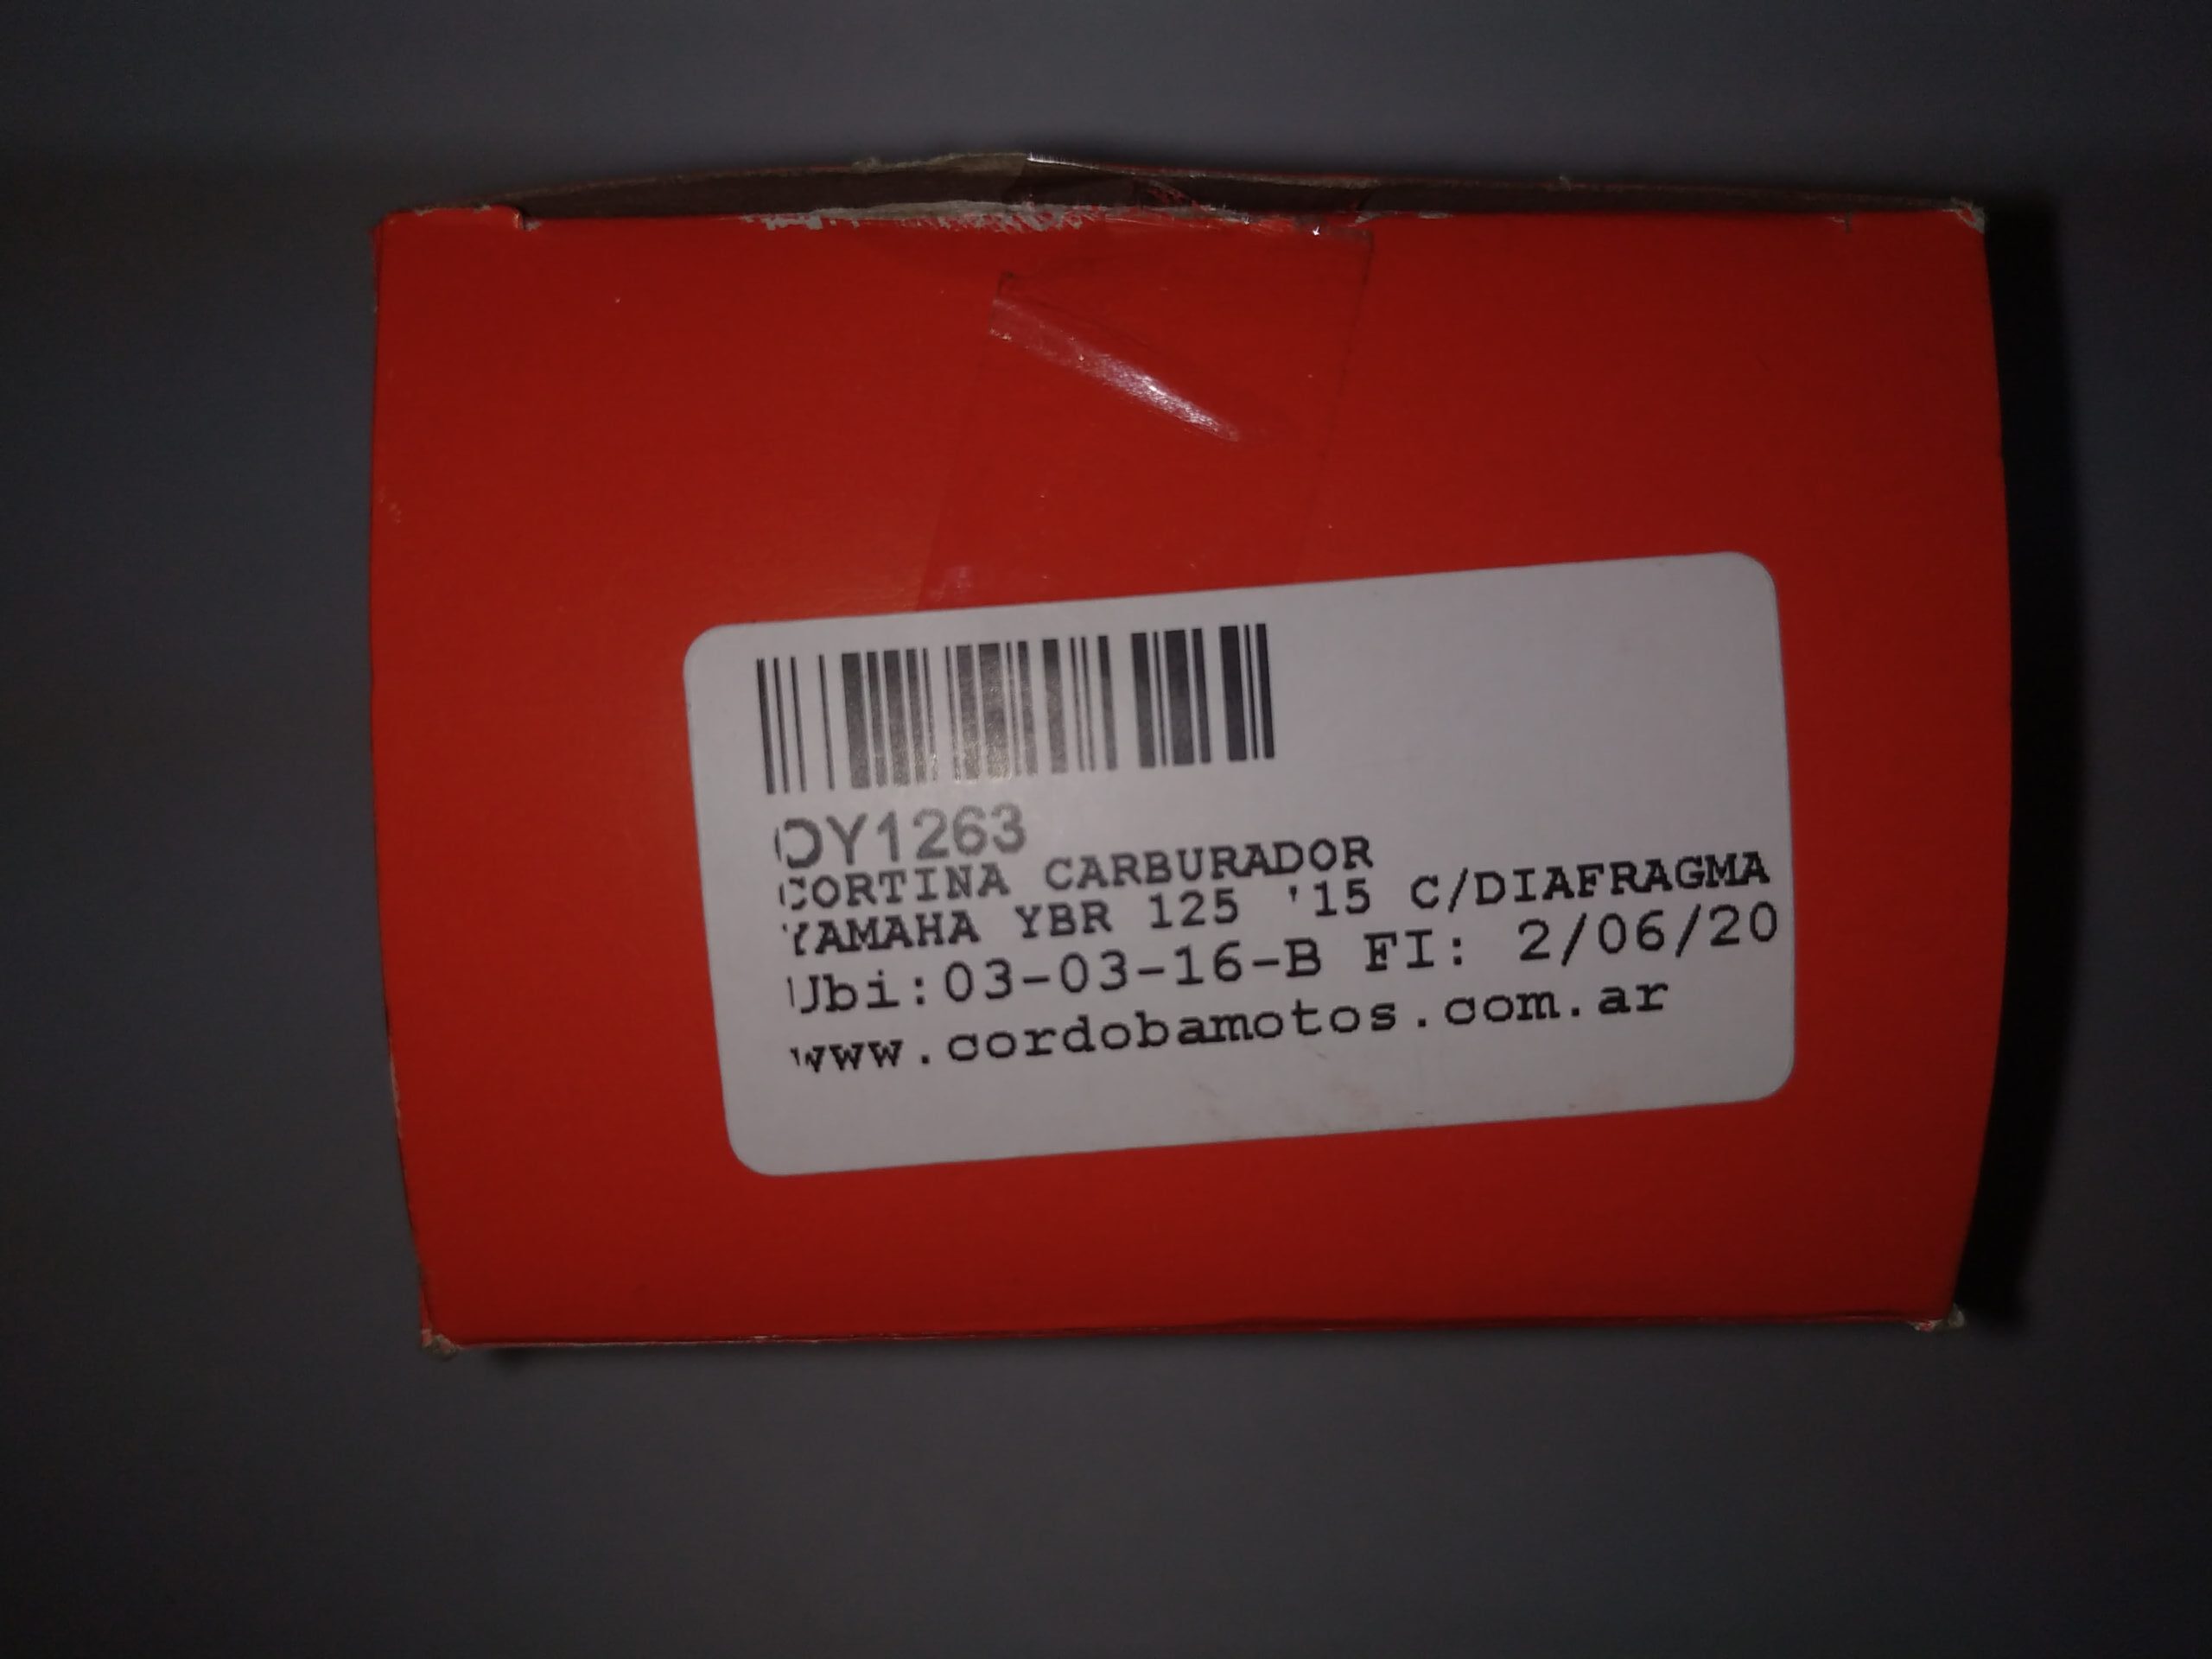 OY1263
CORTINA CARBURADOR
YAMAHA YBR 125 '15 C/DIAFRAGMA
Ubi:03-03-16-B FI: 2/06/20
www.cordobamotos.com.ar